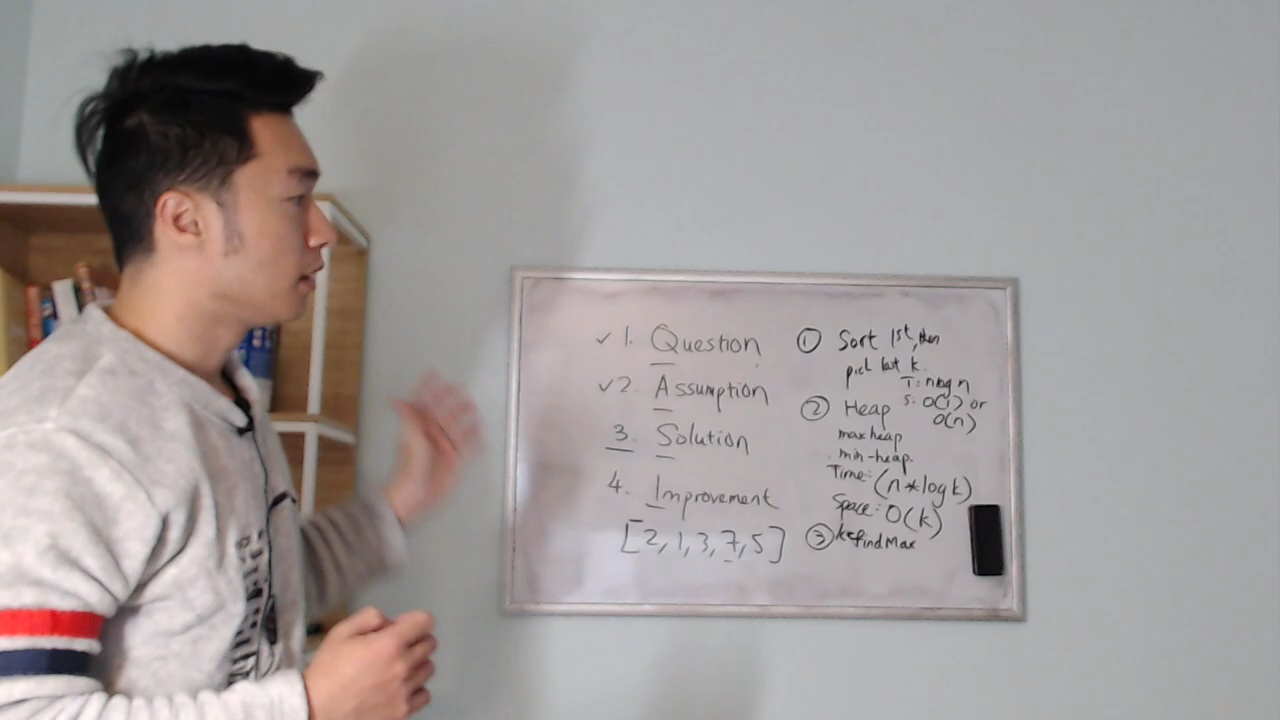 ✓ 1. Question
✓ 2. Assumption
3. Solution
4. Improvement
[2, 1, 3, 7, 5]
① Sort 1st, then
pick last k.
T: nlog n
S: O(1) or
O(n)
② Heap
max heap
min-heap.
Time: (n*log k)
Space: O(k)
③ k*findMax